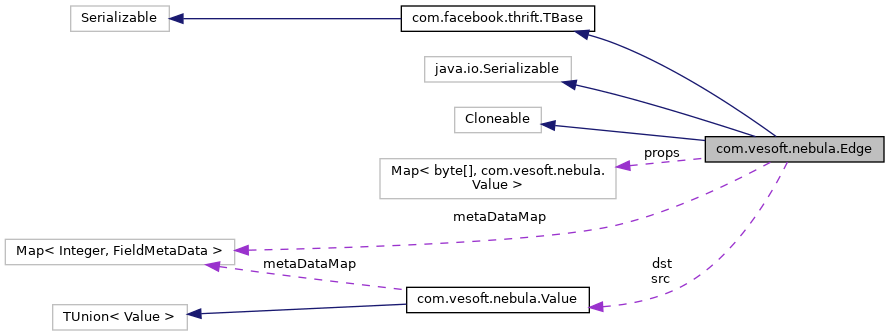 Serializable
com.facebook.thrift.TBase
java.io.Serializable
Cloneable
com.vesoft.nebula.Edge
props
Map< byte[], com.vesoft.nebula.
Value >
metaDataMap
Map< Integer, FieldMetaData >
metaDataMap
dst
src
com.vesoft.nebula.Value
TUnion< Value >